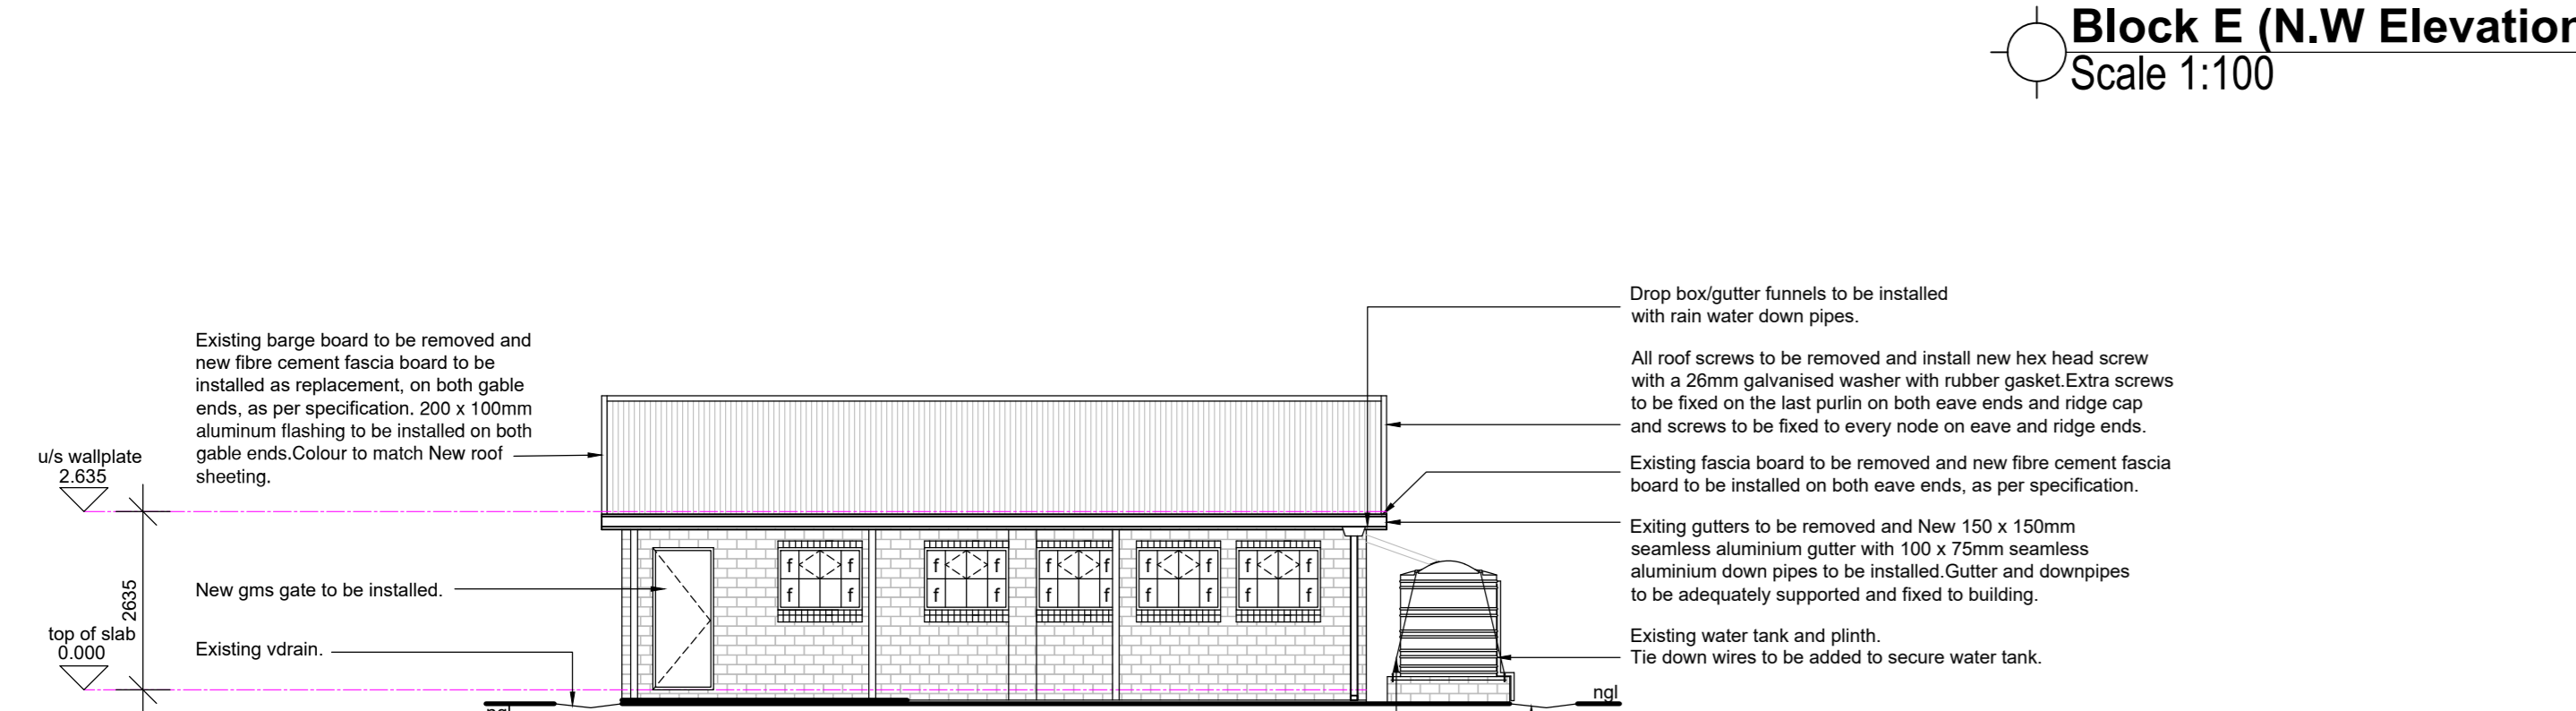 Block E (N.W Elevation
Scale 1:100
Existing barge board to be removed and
new fibre cement fascia board to be
installed as replacement, on both gable
ends, as per specification. 200 x 100mm
aluminum flashing to be installed on both
gable ends.Colour to match New roof
sheeting.
u/s wallplate
2.635
2635
top of slab
0.000
New gms gate to be installed.
Existing vdrain.
f f f f f f f f f f
f f f f f f f f f f
Drop box/gutter funnels to be installed
with rain water down pipes.
All roof screws to be removed and install new hex head screw
with a 26mm galvanised washer with rubber gasket.Extra screws
to be fixed on the last purlin on both eave ends and ridge cap
and screws to be fixed to every node on eave and ridge ends.
Existing fascia board to be removed and new fibre cement fascia
board to be installed on both eave ends, as per specification.
Exiting gutters to be removed and New 150 x 150mm
seamless aluminium gutter with 100 x 75mm seamless
aluminium down pipes to be installed.Gutter and downpipes
to be adequately supported and fixed to building.
Existing water tank and plinth.
Tie down wires to be added to secure water tank.
ngl
ngl